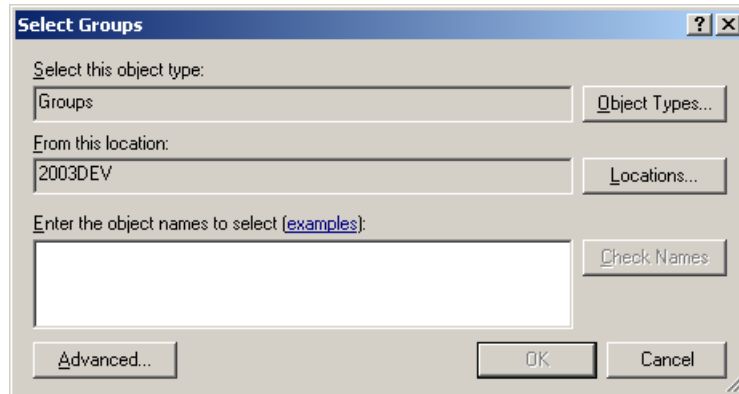 Select Groups
Select this object type:
Groups
Object Types...
From this location:
2003DEV
Locations...
Enter the object names to select (examples):
Check Names
Advanced...
OK
Cancel